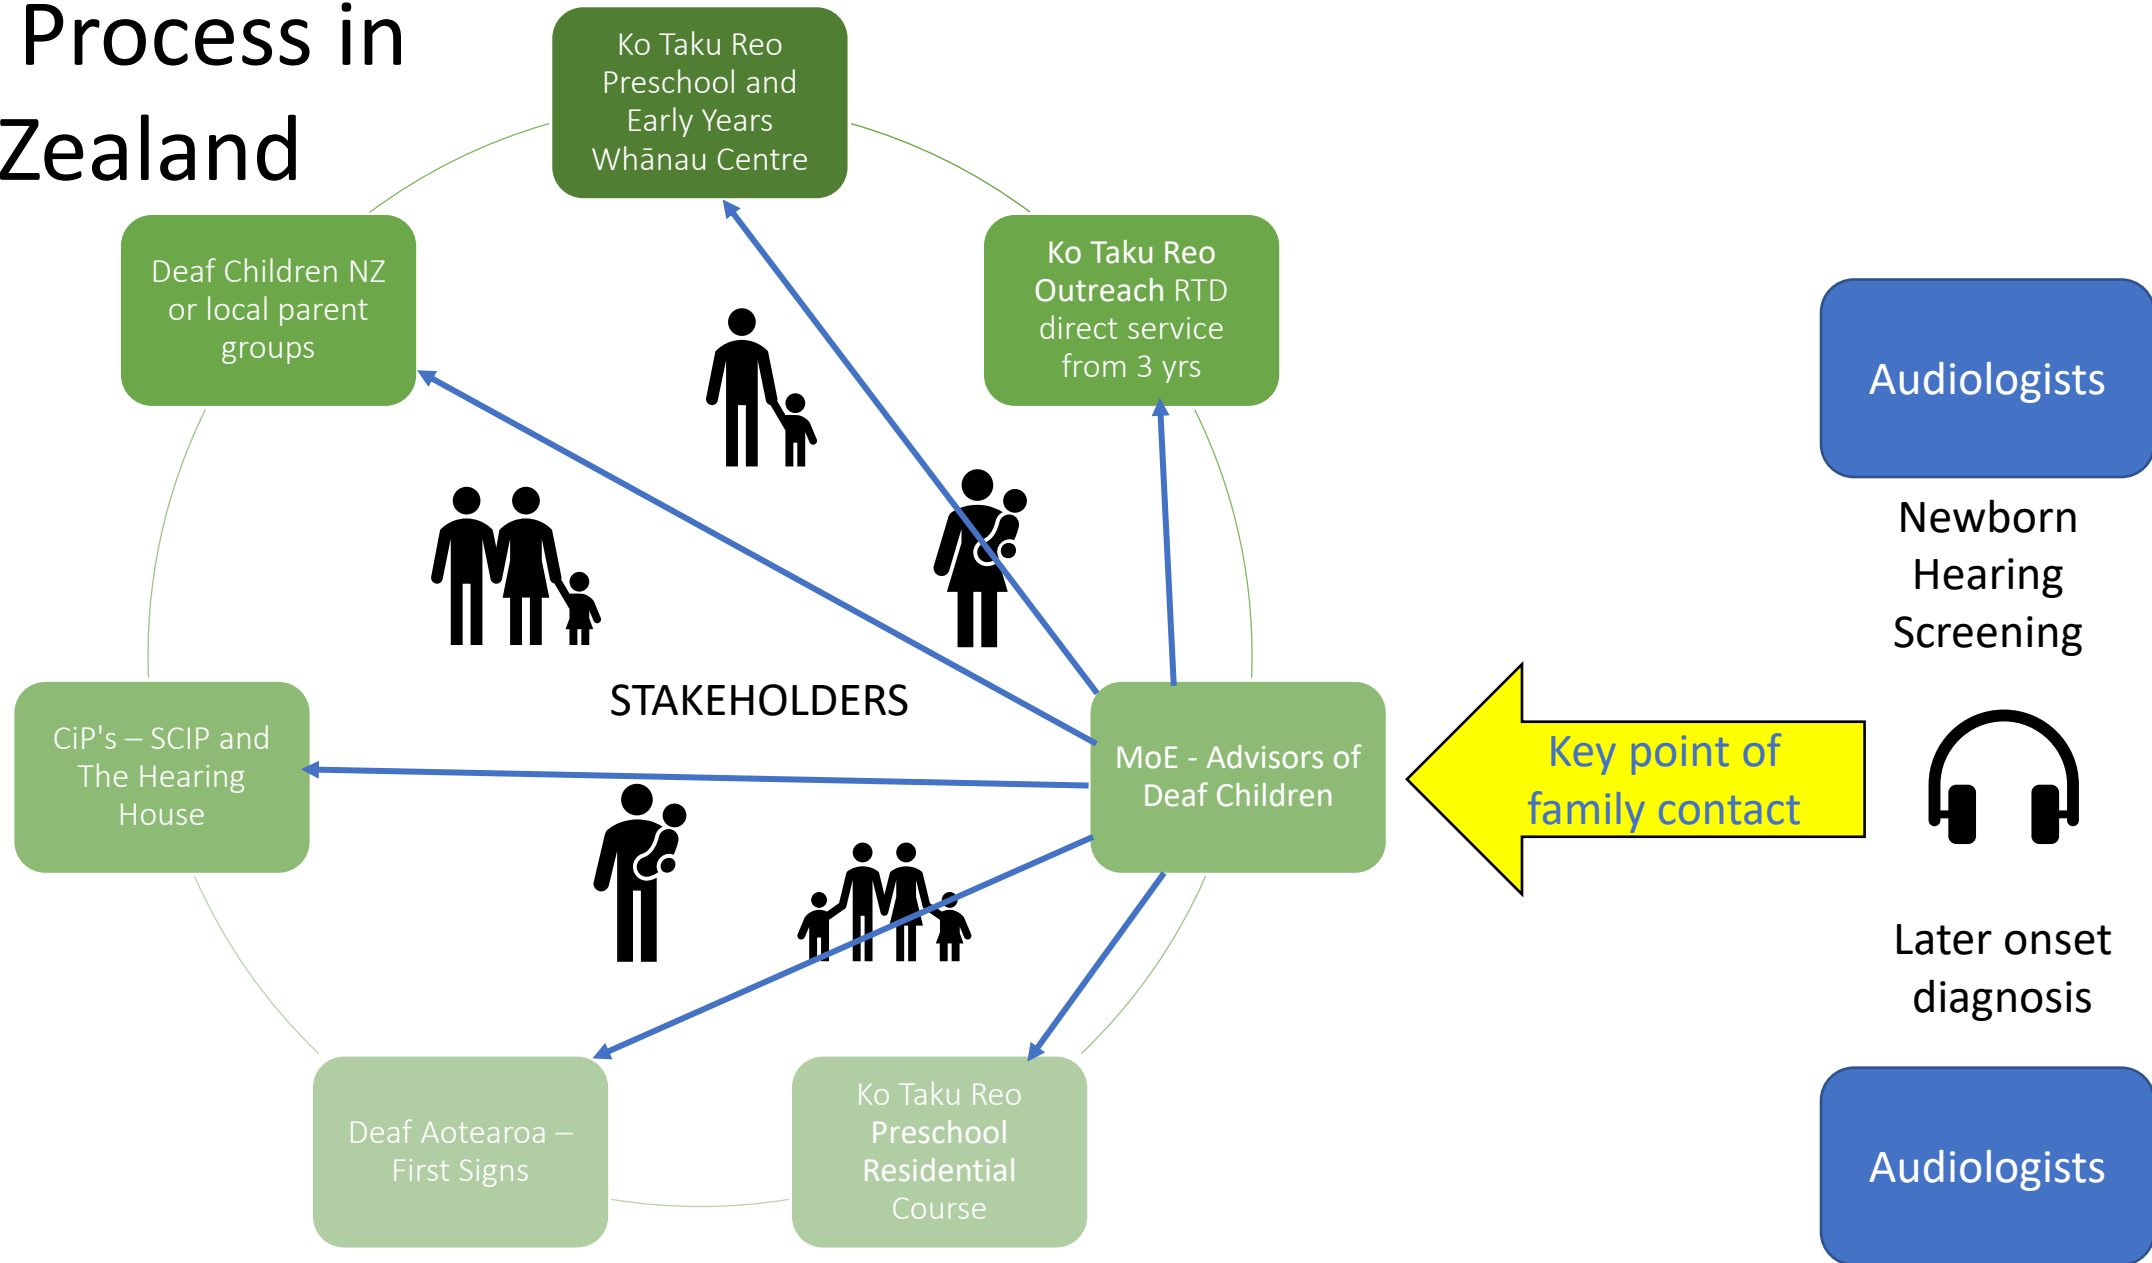 Process in
Zealand
Ko Taku Reo
Preschool and
Early Years
Whānau Centre
Deaf Children NZ
or local parent
groups
Ko Taku Reo
Outreach RTD
direct service
from 3 yrs
Audiologists
Newborn
Hearing
Screening
STAKEHOLDERS
CiP's – SCIP and
The Hearing
House
MoE - Advisors of
Deaf Children
Key point of
family contact
Later onset
diagnosis
Deaf Aotearoa –
First Signs
Ko Taku Reo
Preschool
Residential
Course
Audiologists